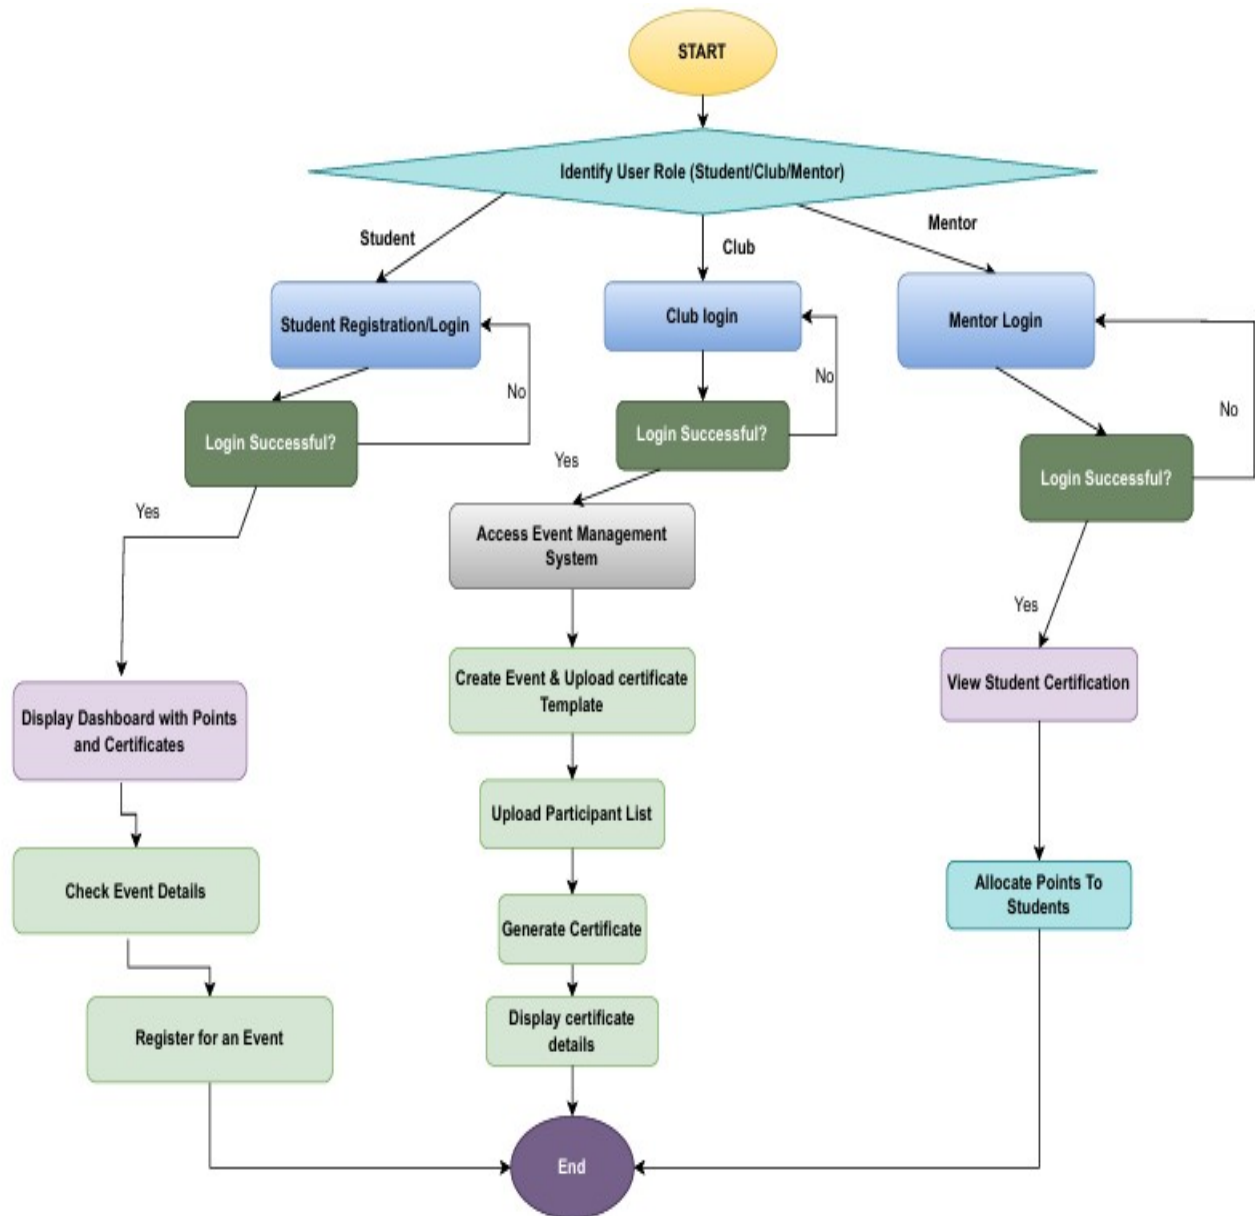 START
Identify User Role (Student/Club/Mentor)
Student
Club
Mentor
Student Registration/Login
Club login
Mentor Login
No
No
No
Login Successful?
Login Successful?
Login Successful?
Yes
Yes
Yes
Access Event Management
System
Create Event & Upload certificate
Template
View Student Certification
Display Dashboard with Points
and Certificates
Upload Participant List
Check Event Details
Allocate Points To
Students
Generate Certificate
Register for an Event
Display certificate
details
End